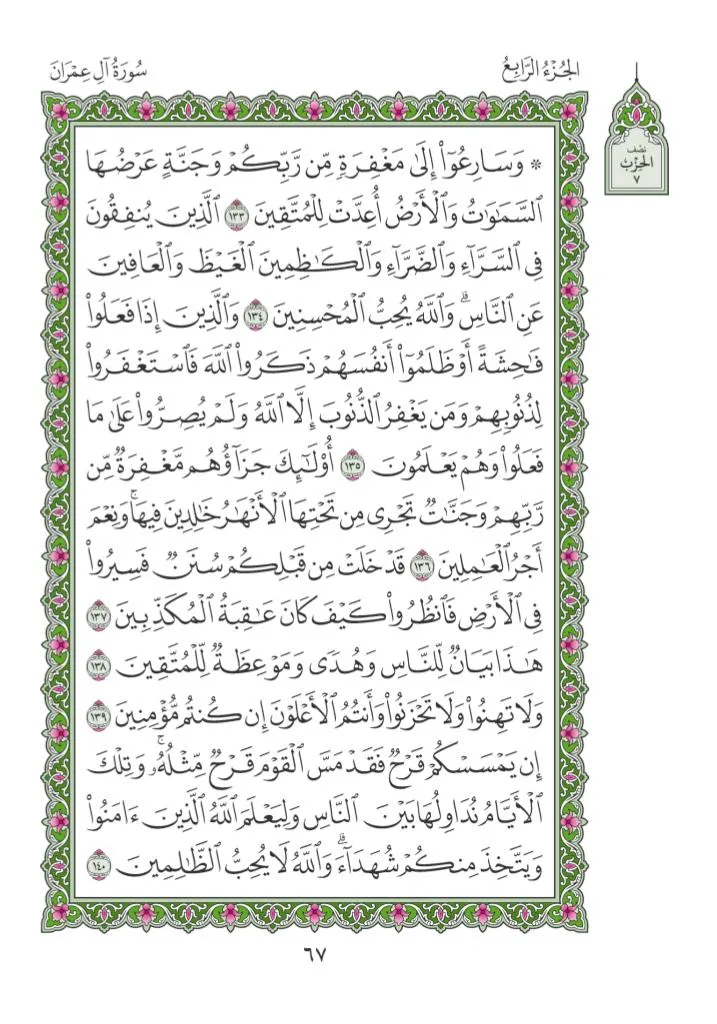 سُورَةُ آلِ عِمْرَانَ
الجُزْءُ الرَّابِعُ
نصف
الحِزْبُ
٧
۞ وَسَارِعُوٓاْ إِلَىٰ مَغْفِرَةٖ مِّن رَّبِّكُمْ وَجَنَّةٍ عَرْضُهَا
ٱلسَّمَٰوَٰتُ وَٱلْأَرْضُ أُعِدَّتْ لِلْمُتَّقِينَ ١٣٣ ٱلَّذِينَ يُنفِقُونَ
فِي ٱلسَّرَّآءِ وَٱلضَّرَّآءِ وَٱلْكَٰظِمِينَ ٱلْغَيْظَ وَٱلْعَافِينَ
عَنِ ٱلنَّاسِۗ وَٱللَّهُ يُحِبُّ ٱلْمُحْسِنِينَ ١٣٤ وَٱلَّذِينَ إِذَا فَعَلُواْ
فَٰحِشَةً أَوْ ظَلَمُوٓاْ أَنفُسَهُمْ ذَكَرُواْ ٱللَّهَ فَٱسْتَغْفَرُواْ
لِذُنُوبِهِمْ وَمَن يَغْفِرُ ٱلذُّنُوبَ إِلَّا ٱللَّهُ وَلَمْ يُصِرُّواْ عَلَىٰ مَا
فَعَلُواْ وَهُمْ يَعْلَمُونَ ١٣٥ أُوْلَٰٓئِكَ جَزَآؤُهُم مَّغْفِرَةٞ مِّن
رَّبِّهِمْ وَجَنَّٰتٞ تَجْرِي مِن تَحْتِهَا ٱلْأَنْهَٰرُ خَٰلِدِينَ فِيهَاۚ وَنِعْمَ
أَجْرُ ٱلْعَٰمِلِينَ ١٣٦ قَدْ خَلَتْ مِن قَبْلِكُمْ سُنَنٞ فَسِيرُواْ
فِي ٱلْأَرْضِ فَٱنظُرُواْ كَيْفَ كَانَ عَٰقِبَةُ ٱلْمُكَذِّبِينَ ١٣٧
هَٰذَا بَيَانٞ لِّلنَّاسِ وَهُدٗى وَمَوْعِظَةٞ لِّلْمُتَّقِينَ ١٣٨
وَلَا تَهِنُواْ وَلَا تَحْزَنُواْ وَأَنتُمُ ٱلْأَعْلَوْنَ إِن كُنتُم مُّؤْمِنِينَ ١٣٩
إِن يَمْسَسْكُمْ قَرْحٞ فَقَدْ مَسَّ ٱلْقَوْمَ قَرْحٞ مِّثْلُهُۥۚ وَتِلْكَ
ٱلْأَيَّامُ نُدَاوِلُهَا بَيْنَ ٱلنَّاسِ وَلِيَعْلَمَ ٱللَّهُ ٱلَّذِينَ ءَامَنُواْ
وَيَتَّخِذَ مِنكُمْ شُهَدَآءَۗ وَٱللَّهُ لَا يُحِبُّ ٱلظَّٰلِمِينَ ١٤٠
٦٧